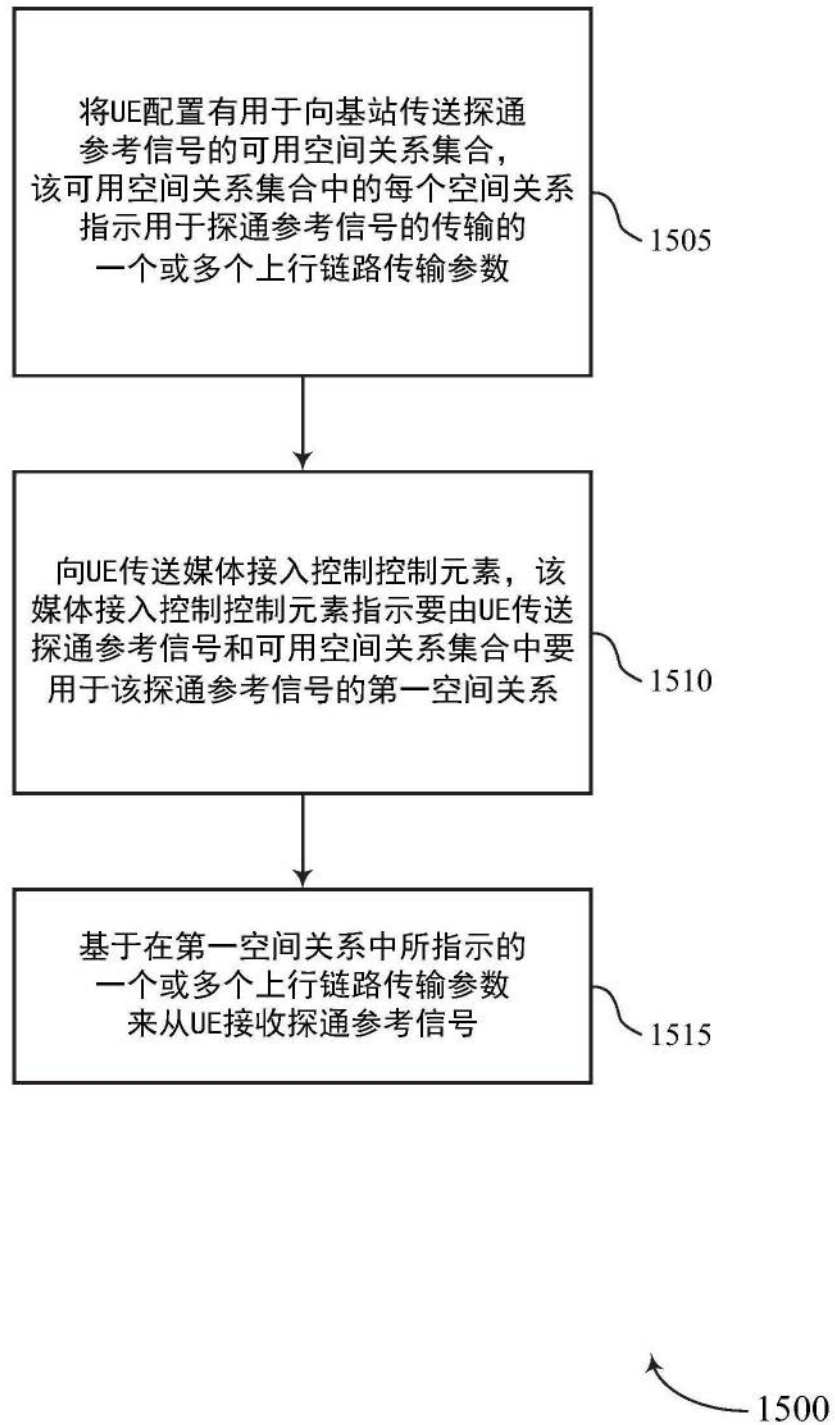 将UE配置有用于向基站传送探通
参考信号的可用空间关系集合，
该可用空间关系集合中的每个空间关系
指示用于探通参考信号的传输的
一个或多个上行链路传输参数
1505
向UE传送媒体接入控制控制元素，该
媒体接入控制控制元素指示要由UE传送
探通参考信号和可用空间关系集合中要
用于该探通参考信号的第一空间关系
1510
基于在第一空间关系中所指示的
一个或多个上行链路传输参数
来从UE接收探通参考信号
1515
1500